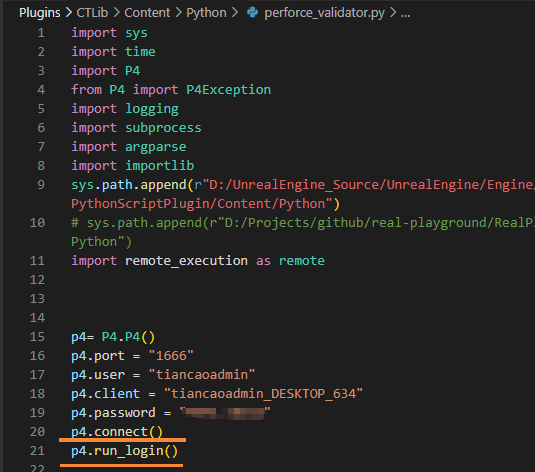 Plugins > CTLib > Content > Python > perforce_validator.py > ...
1 import sys
2 import time
3 import P4
4 from P4 import P4Exception
5 import logging
6 import subprocess
7 import argparse
8 import importlib
9 sys.path.append(r"D:/UnrealEngine_Source/UnrealEngine/Engine/
PythonScriptPlugin/Content/Python")
10 # sys.path.append(r"D:/Projects/github/real-playground/RealPl
Python")
11 import remote_execution as remote
12
13
14
15 p4= P4.P4()
16 p4.port = "1666"
17 p4.user = "tiancaoadmin"
18 p4.client = "tiancaoadmin_DESKTOP_634"
19 p4.password = " "
20 p4.connect()
21 p4.run_login()
22